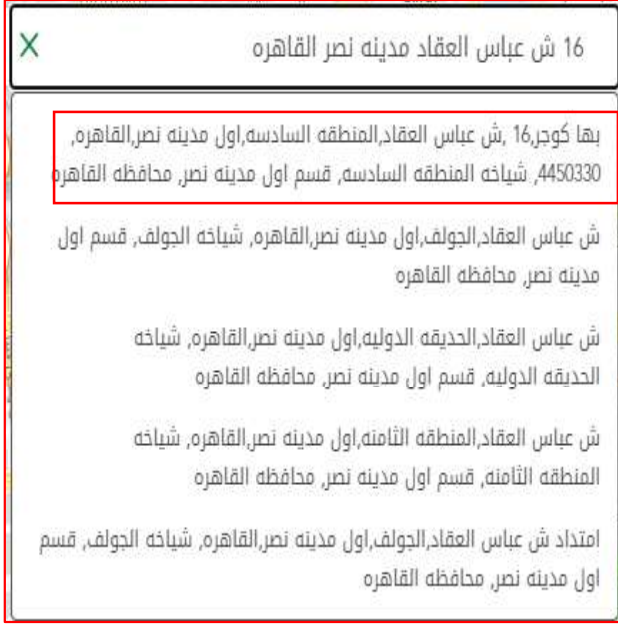 16 ش عباس العقاد مدينه نصر القاهره X
بها كوجر,16 ,ش عباس العقاد,المنطقه السادسه,اول مدينه نصر,القاهره,
4450330, شياخه المنطقه السادسه, قسم اول مدينه نصر, محافظه القاهره
ش عباس العقاد,الجولف,اول مدينه نصر,القاهره, شياخه الجولف, قسم اول
مدينه نصر, محافظه القاهره
ش عباس العقاد,الحديقه الدوليه,اول مدينه نصر,القاهره, شياخه
الحديقه الدوليه, قسم اول مدينه نصر, محافظه القاهره
ش عباس العقاد,المنطقه الثامنه,اول مدينه نصر,القاهره, شياخه
المنطقه الثامنه, قسم اول مدينه نصر, محافظه القاهره
امتداد ش عباس العقاد,الجولف,اول مدينه نصر,القاهره, شياخه الجولف, قسم
اول مدينه نصر, محافظه القاهره